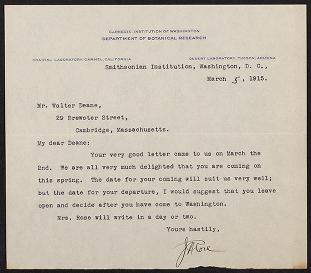 CARNEGIE INSTITUTION OF WASHINGTON
DEPARTMENT OF BOTANICAL RESEARCH
COASTAL LABORATORY, CARMEL, CALIFORNIA
DESERT LABORATORY, TUCSON, ARIZONA
Smithsonian Institution, Washington, D. C.,
March 5, 1915.
Mr. Walter Deane,
29 Brewster Street,
Cambridge, Massachusetts.
My dear Deane:
Your very good letter came to us on March the
2nd. We are all very much delighted that you are coming on
this spring. The date for your coming will suit us very well;
but the date for your departure, I would suggest that you leave
open and decide after you have come to Washington.
Mrs. Rose will write in a day or two.
Yours hastily,
J N Rose